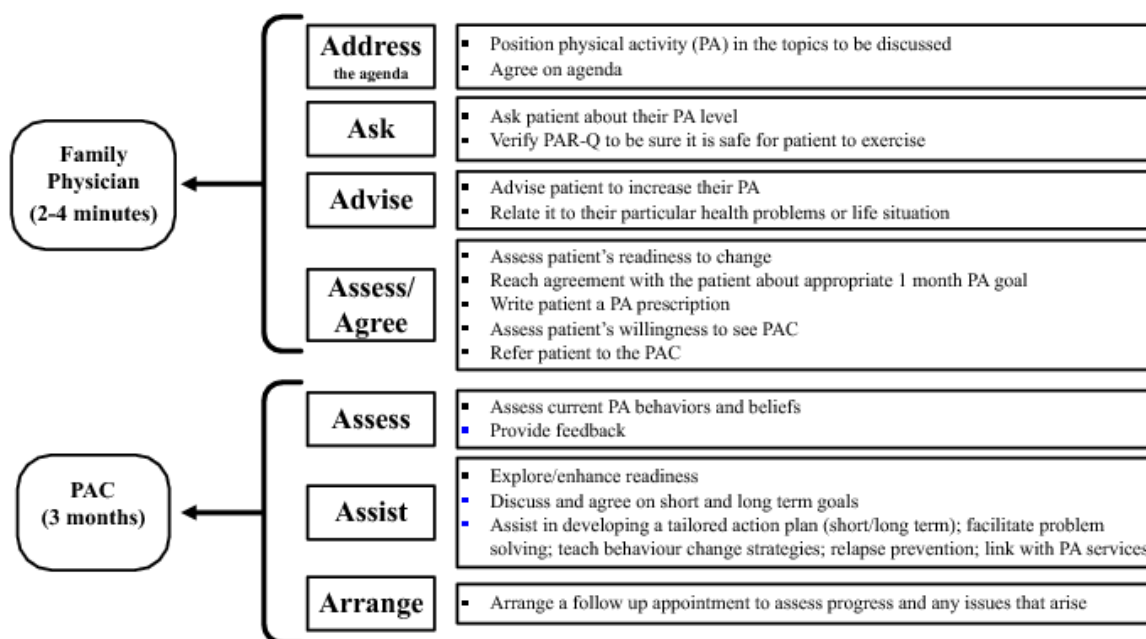 Address
the agenda
▪ Position physical activity (PA) in the topics to be discussed
▪ Agree on agenda
Ask
▪ Ask patient about their PA level
▪ Verify PAR-Q to be sure it is safe for patient to exercise
Family
Physician
(2-4 minutes)
Advise
▪ Advise patient to increase their PA
▪ Relate it to their particular health problems or life situation
Assess/
Agree
▪ Assess patient's readiness to change
▪ Reach agreement with the patient about appropriate 1 month PA goal
▪ Write patient a PA prescription
▪ Assess patient's willingness to see PAC
▪ Refer patient to the PAC
Assess
▪ Assess current PA behaviors and beliefs
▪ Provide feedback
PAC
(3 months)
Assist
▪ Explore/enhance readiness
▪ Discuss and agree on short and long term goals
▪ Assist in developing a tailored action plan (short/long term); facilitate problem
solving; teach behaviour change strategies; relapse prevention; link with PA services
Arrange
▪ Arrange a follow up appointment to assess progress and any issues that arise